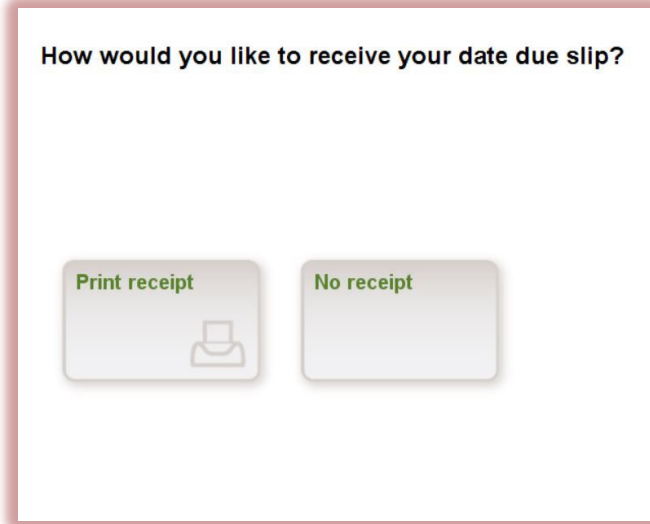 How would you like to receive your date due slip?
Print receipt
No receipt